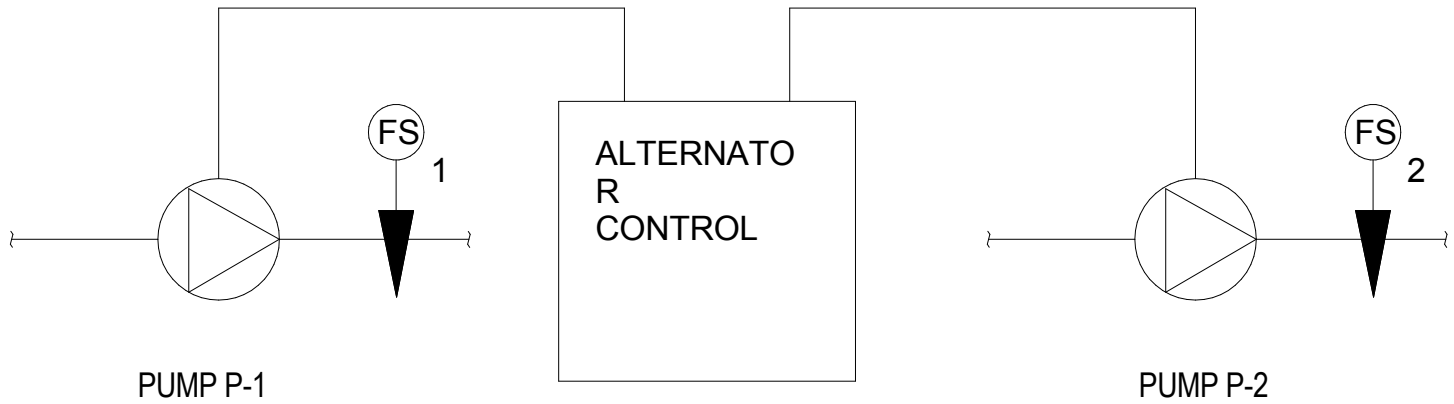 FS
1
ALTERNATO
R
CONTROL
FS
2
PUMP P-1
PUMP P-2